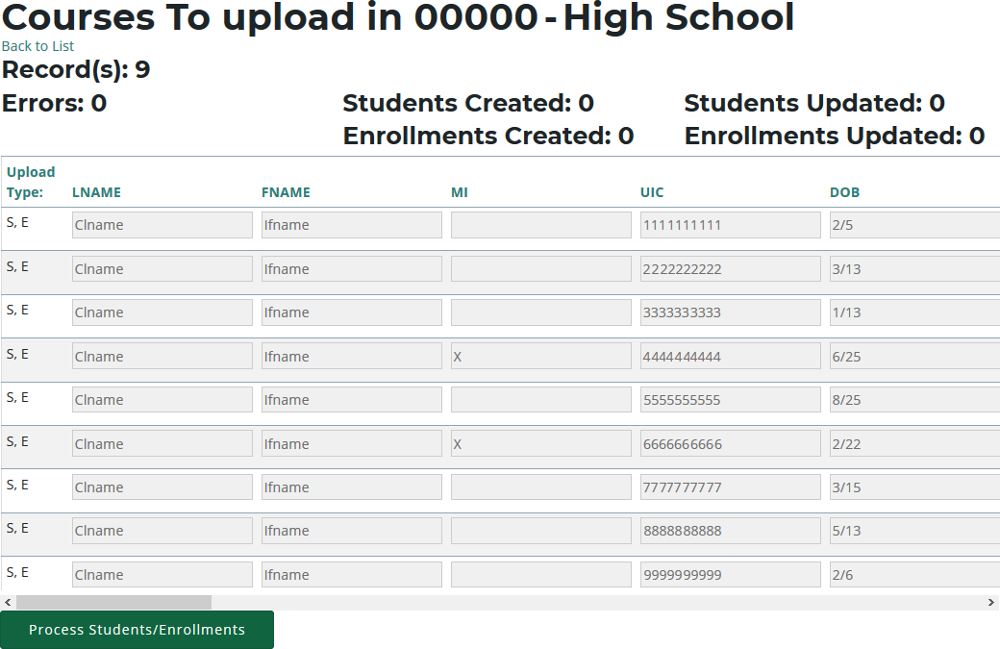 Courses To upload in 00000 - High School
Back to List
Record(s): 9
Errors: 0 Students Created: 0 Students Updated: 0
Enrollments Created: 0 Enrollments Updated: 0
Upload
Type: LNAME FNAME MI UIC DOB
S, E Clname lfname 1111111111 2/5
S, E Clname lfname 2222222222 3/13
S, E Clname lfname 3333333333 1/13
S, E Clname lfname X 4444444444 6/25
S, E Clname lfname 5555555555 8/25
S, E Clname lfname X 6666666666 2/22
S, E Clname lfname 7777777777 3/15
S, E Clname lfname 8888888888 5/13
S, E Clname lfname 9999999999 2/6
Process Students/Enrollments